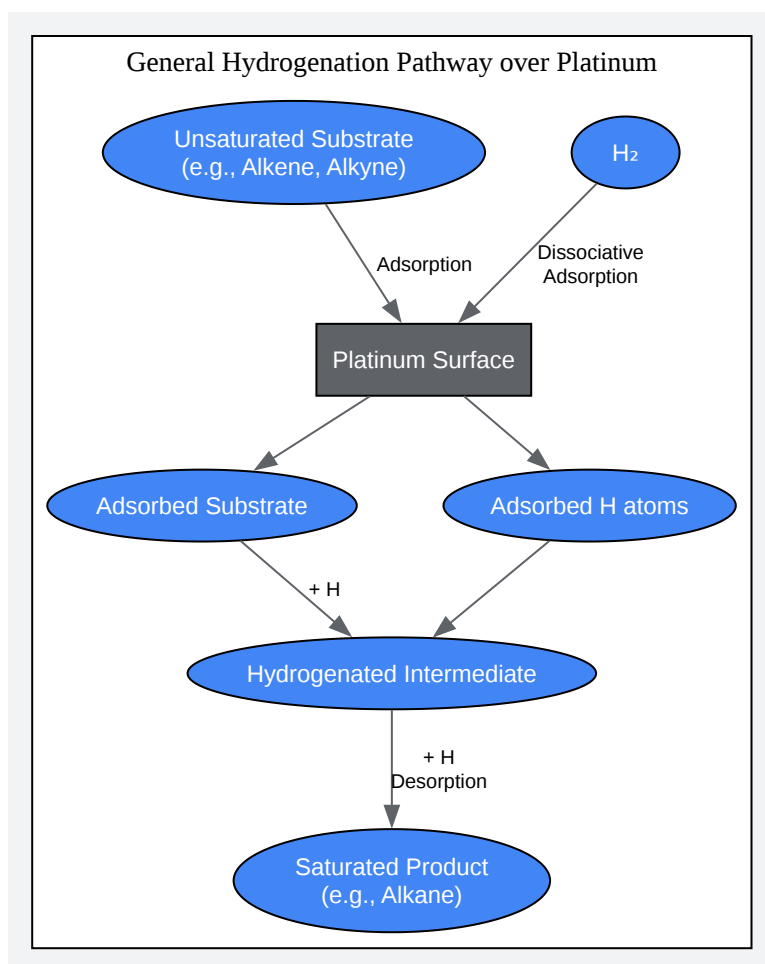 General Hydrogenation Pathway over Platinum
Unsaturated Substrate
(e.g., Alkene, Alkyne)
H₂
Adsorption
Dissociative
Adsorption
Platinum Surface
Adsorbed Substrate
Adsorbed H atoms
+ H
Hydrogenated Intermediate
+ H
Desorption
Saturated Product
(e.g., Alkane)